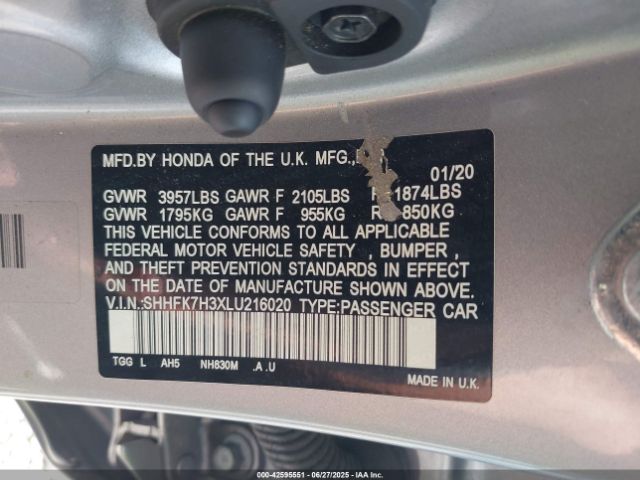 MFD.BY HONDA OF THE U.K. MFG.,
01/20
GVWR 3957LBS GAWR F 2105LBS R 1874LBS
GVWR 1795KG GAWR F 955KG R 850KG
THIS VEHICLE CONFORMS TO ALL APPLICABLE
FEDERAL MOTOR VEHICLE SAFETY , BUMPER ,
AND THEFT PREVENTION STANDARDS IN EFFECT
ON THE DATE OF MANUFACTURE SHOWN ABOVE.
V.I.N.:SHHFK7H3XLU216020 TYPE:PASSENGER CAR
TGG L AH5 NH830M .A .U
MADE IN U.K.
000-42595551 06/27/2025 IAAI.com